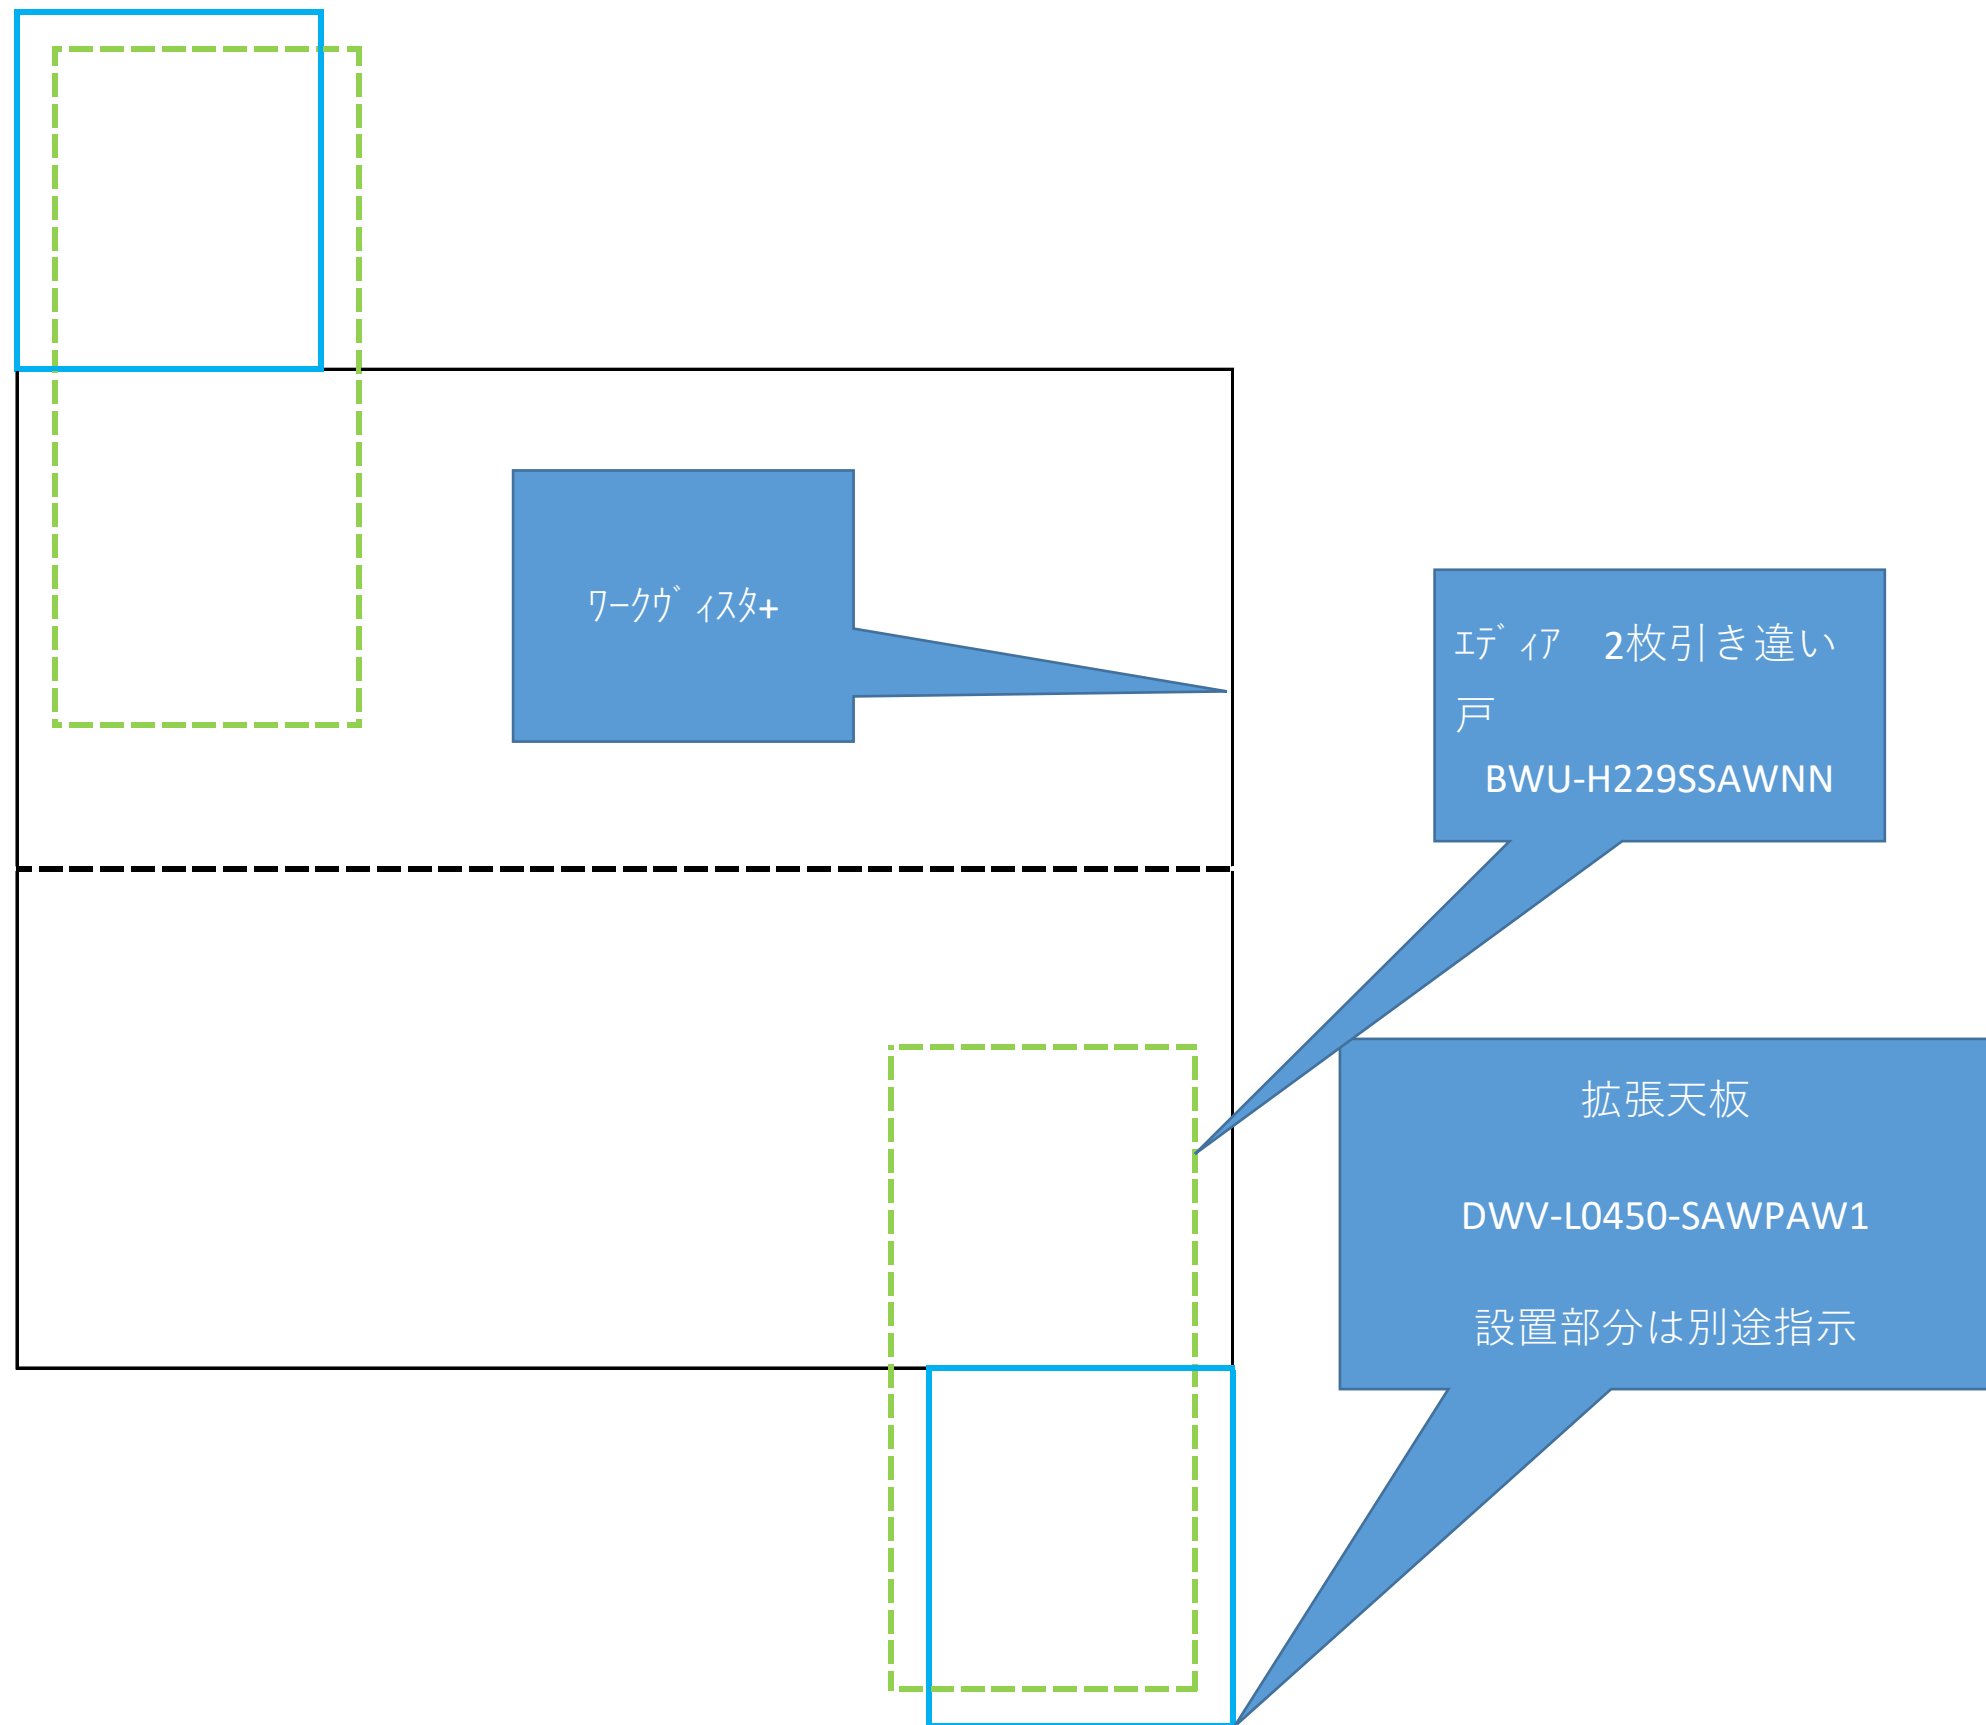 ﾜｰｸｳﾞｨｽﾀ+
ｴﾃﾞｨｱ　2枚引き違い
戸
BWU-H229SSAWNN
拡張天板
DWV-L0450-SAWPAW1
設置部分は別途指示